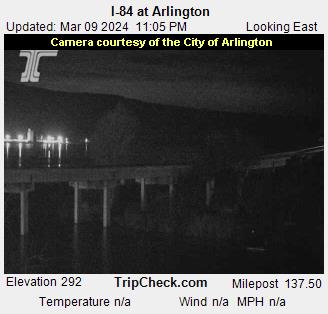 I-84 at Arlington
Updated: Mar 09 2024 11:05 PM Looking East
Camera courtesy of the City of Arlington
Elevation 292 TripCheck.com Milepost 137.50
Temperature n/a Wind n/a MPH n/a